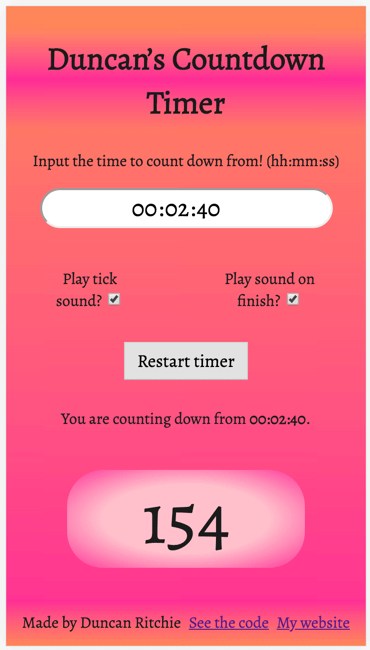 Duncan’s Countdown
Timer
Input the time to count down from! (hh:mm:ss)
00:02:40
Play tick
sound?
Play sound on
finish?
Restart timer
You are counting down from 00:02:40.
154
Made by Duncan Ritchie See the code My website